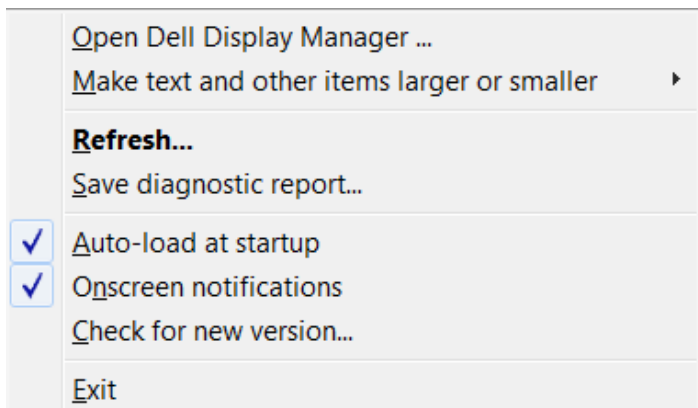 Open Dell Display Manager ...
Make text and other items larger or smaller
Refresh...
Save diagnostic report...
Auto-load at startup
Onscreen notifications
Check for new version...
Exit